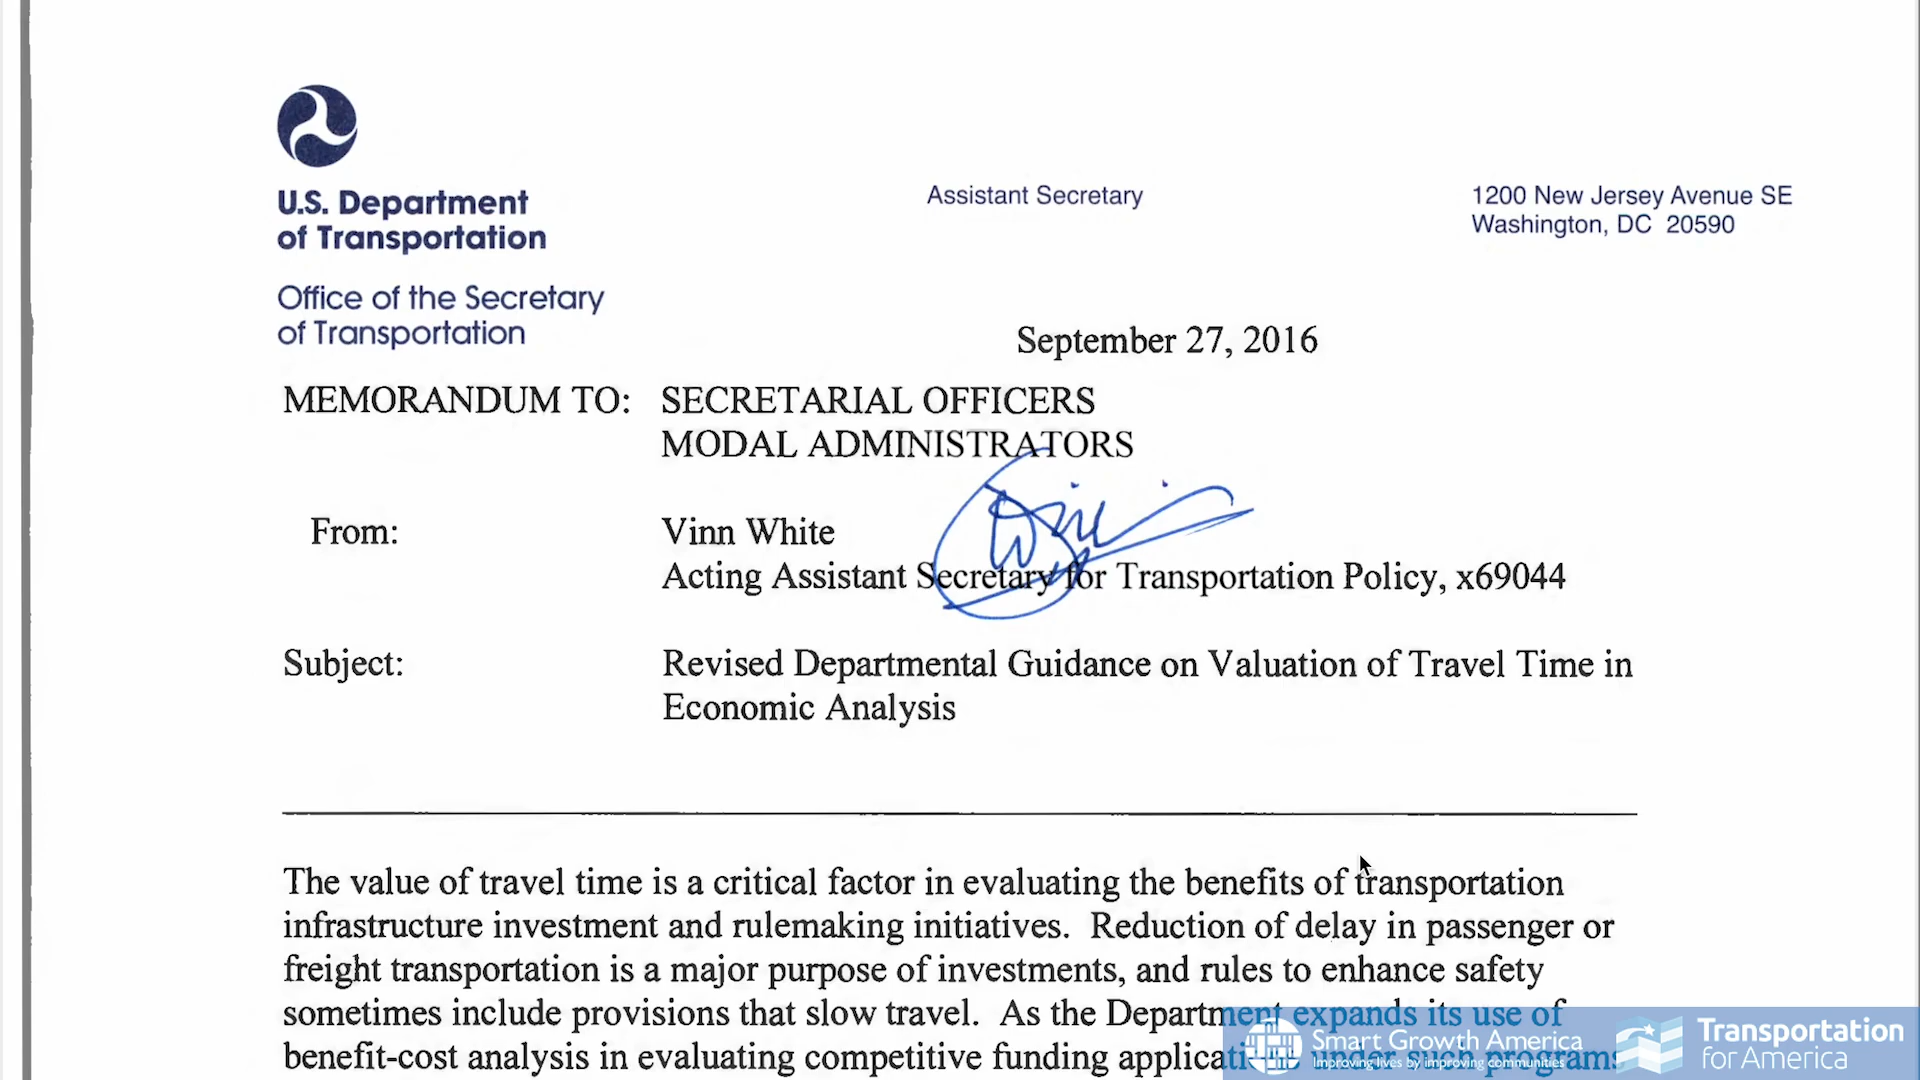 U.S. Department
of Transportation
Office of the Secretary
of Transportation
Assistant Secretary
1200 New Jersey Avenue SE
Washington, DC 20590
September 27, 2016
MEMORANDUM TO: SECRETARIAL OFFICERS
MODAL ADMINISTRATORS
From: Vinn White
Acting Assistant Secretary for Transportation Policy, x69044
Subject: Revised Departmental Guidance on Valuation of Travel Time in
Economic Analysis
The value of travel time is a critical factor in evaluating the benefits of transportation
infrastructure investment and rulemaking initiatives. Reduction of delay in passenger or
freight transportation is a major purpose of investments, and rules to enhance safety
sometimes include provisions that slow travel. As the Department expands its use of
benefit-cost analysis in evaluating competitive funding applications under such programs
Smart Growth America
Improving lives by improving communities
Transportation
for America